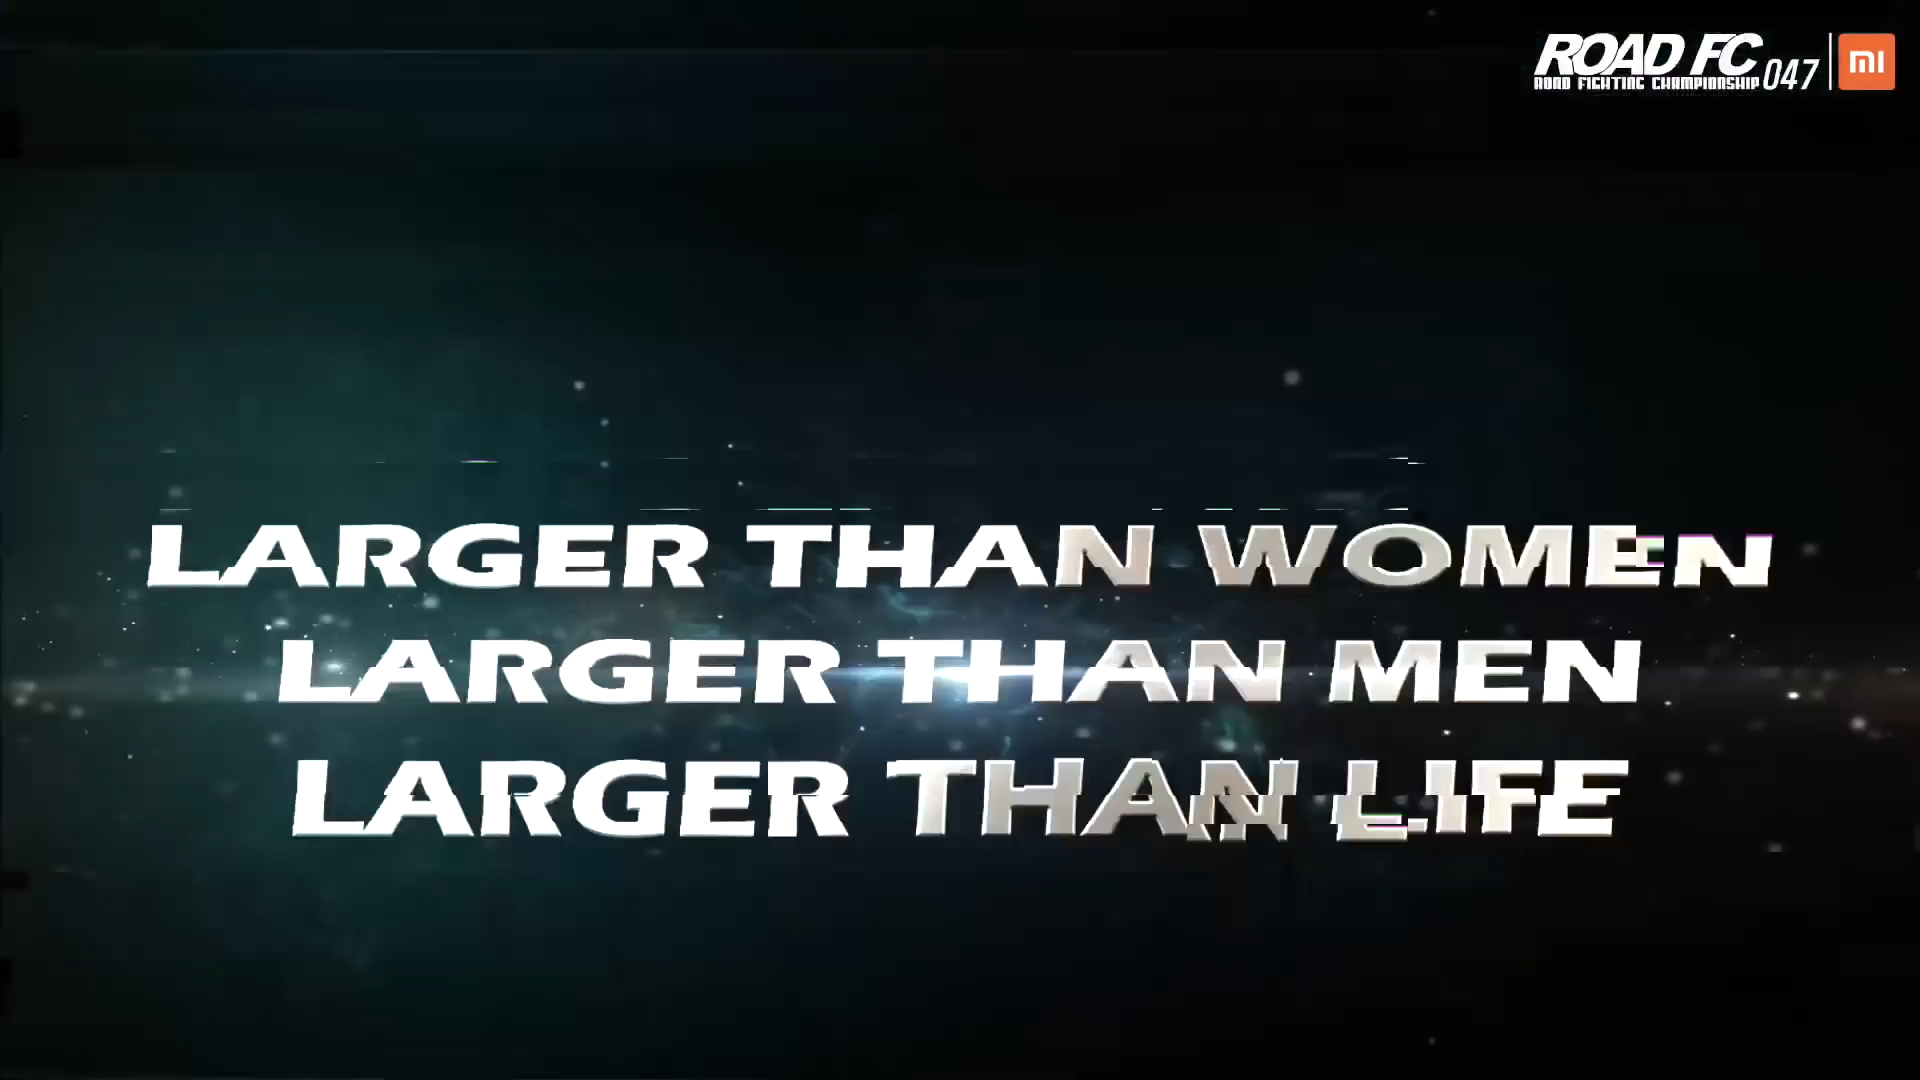 ROAD FC
ROAD FIGHTING CHAMPIONSHIP 047
MI
LARGER THAN WOMEN
LARGER THAN MEN
LARGER THAN LIFE